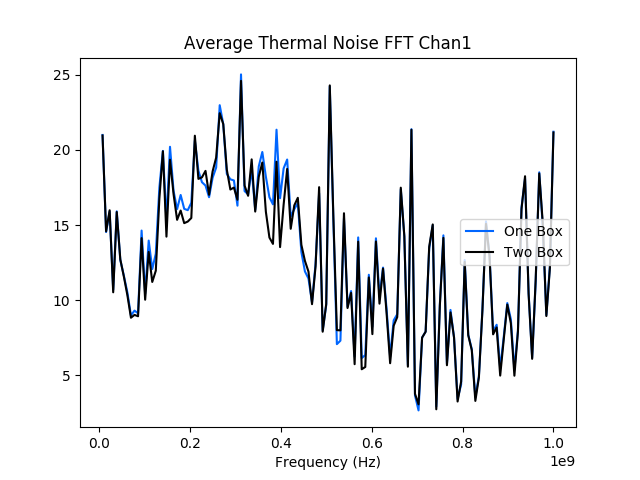 Average Thermal Noise FFT Chan1
25
20
15
10
5
One Box
Two Box
0.0 0.2 0.4 0.6 0.8 1.0
1e9
Frequency (Hz)